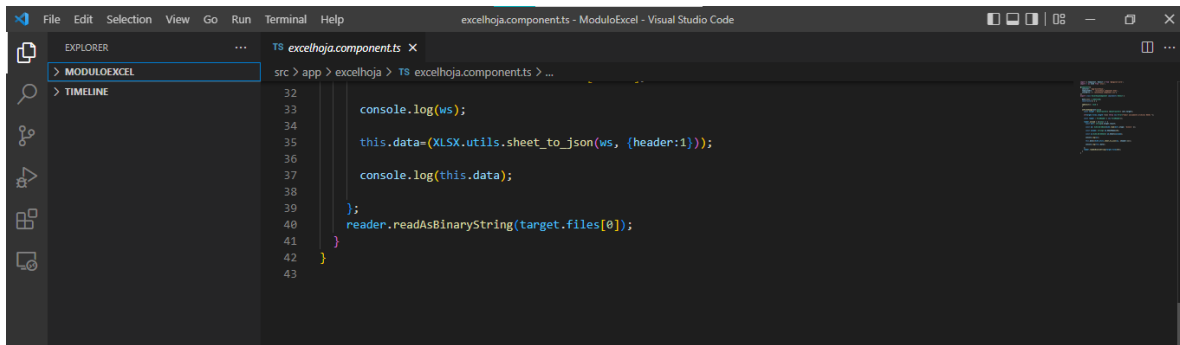 File Edit Selection View Go Run Terminal Help excelhoja.component.ts - ModuloExcel - Visual Studio Code
EXPLORER ··· TS excelhoja.component.ts ×
> MODULOEXCEL
> TIMELINE
src > app > excelhoja > TS excelhoja.component.ts > ...
32
33 console.log(ws);
34
35 this.data=(XLSX.utils.sheet_to_json(ws, {header:1}));
36
37 console.log(this.data);
38
39 };
40 reader.readAsBinaryString(target.files[0]);
41 }
42 }
43